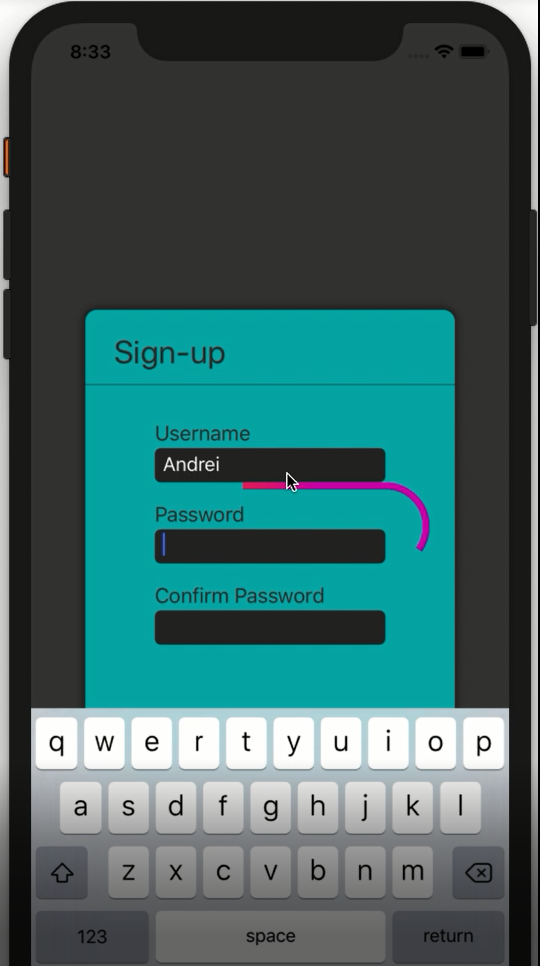 8:33
Sign-up
Username
Andrei
Password
Confirm Password
q w e r t y u i o p
a s d f g h j k l
z x c v b n m
123 space return